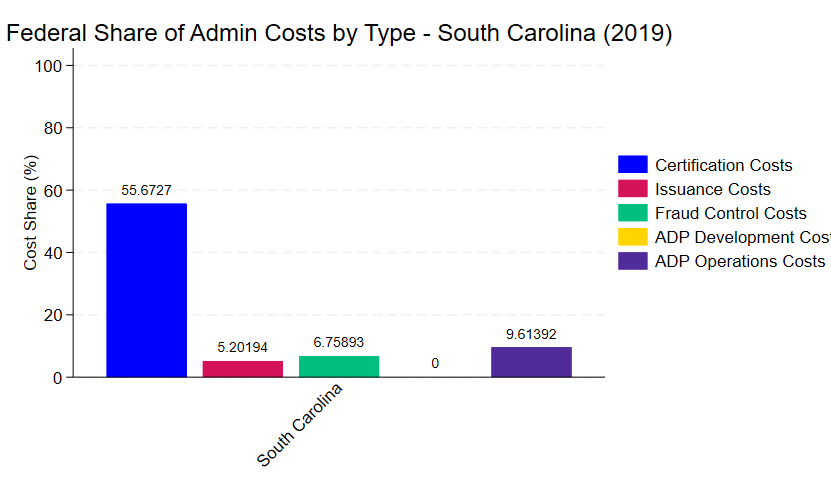 Federal Share of Admin Costs by Type - South Carolina (2019)
Cost Share (%)
100
80
60
40
20
0
55.6727
5.20194
6.75893
0
9.61392
South Carolina
Certification Costs
Issuance Costs
Fraud Control Costs
ADP Development Cost
ADP Operations Costs